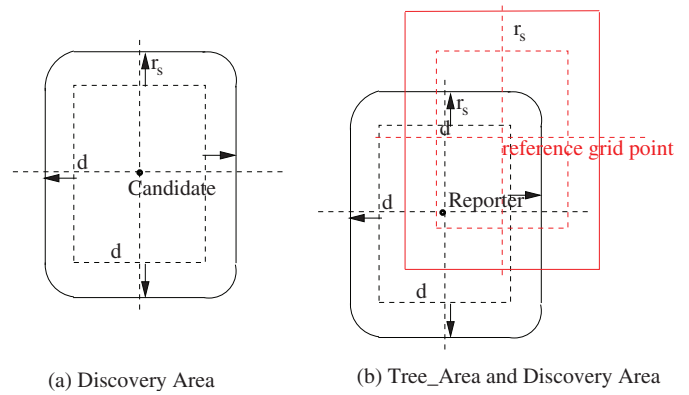 r_s
d
Candidate
d
(a) Discovery Area
r_s
r_s
d
reference grid point
d
Reporter
d
(b) Tree_Area and Discovery Area